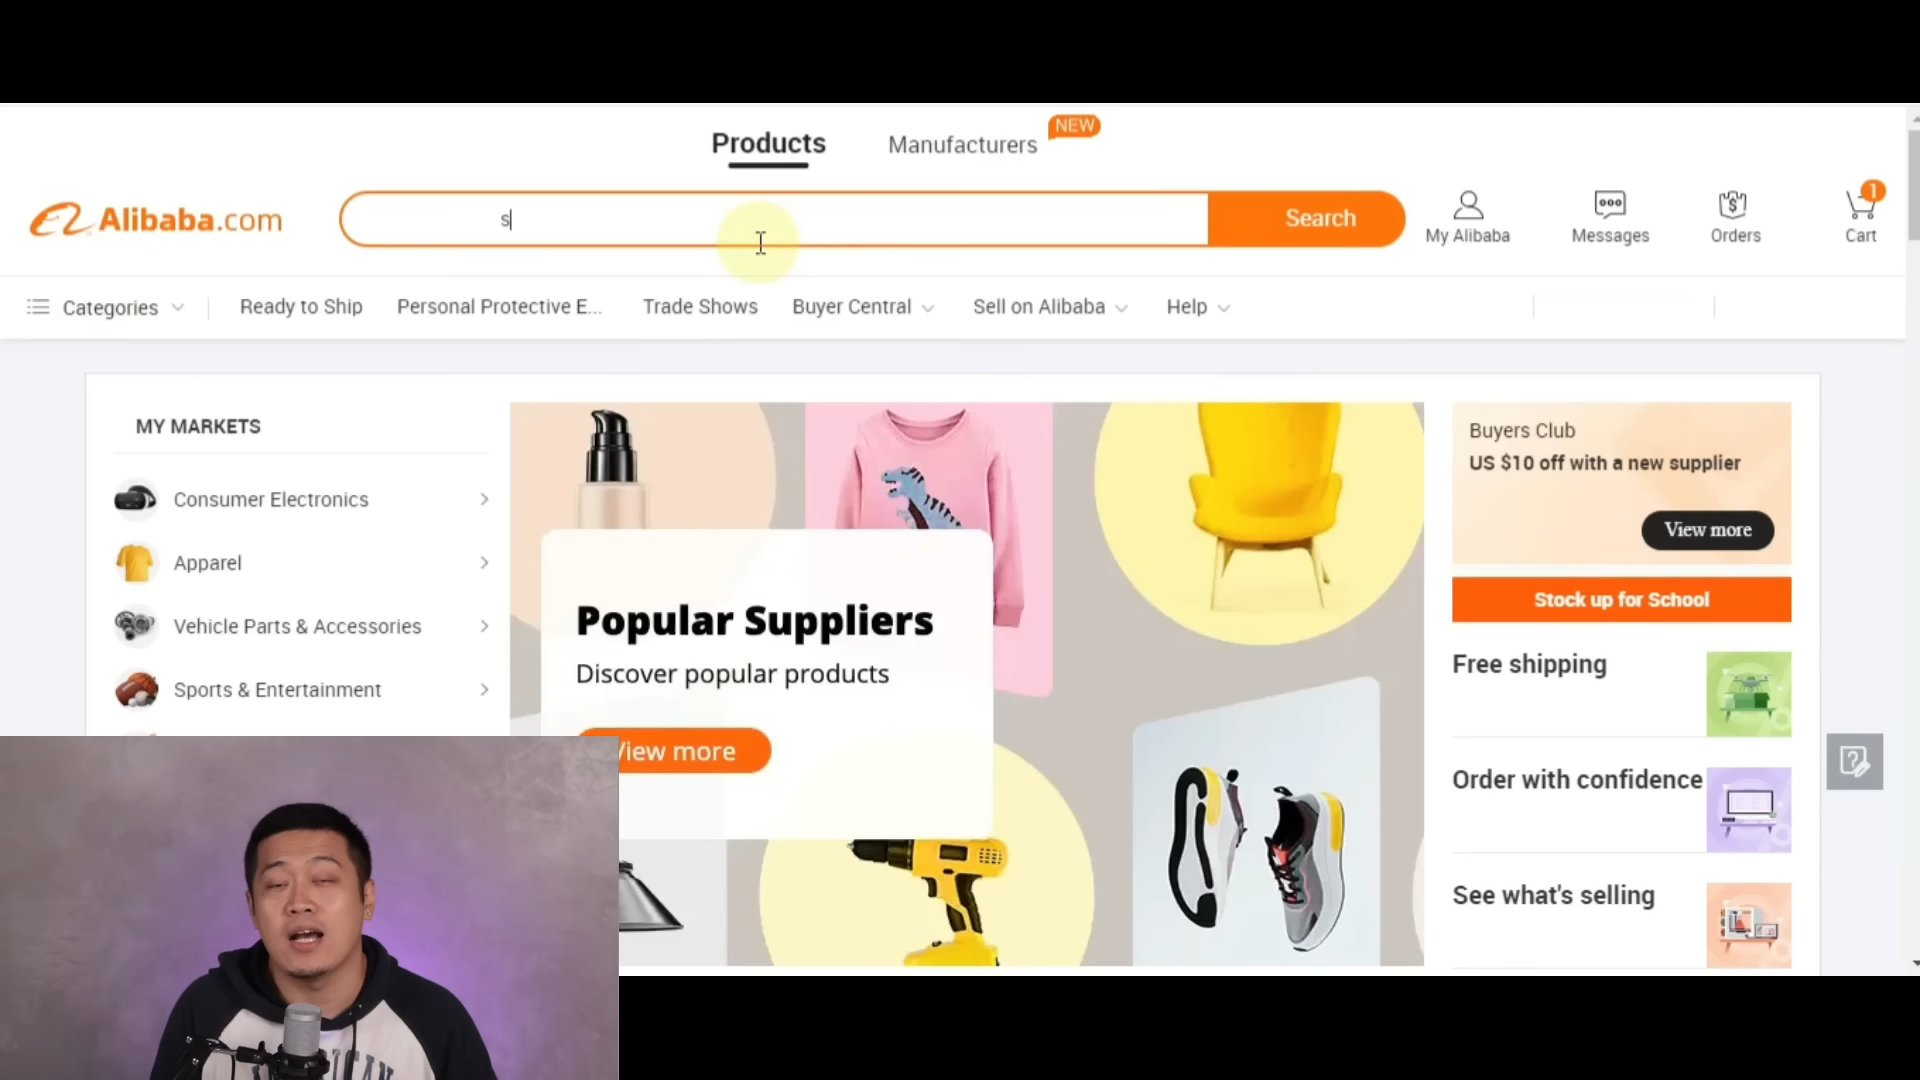 Products
Manufacturers
NEW
Alibaba.com
s
Search
My Alibaba
Messages
Orders
1
Cart
Categories
Ready to Ship
Personal Protective E...
Trade Shows
Buyer Central
Sell on Alibaba
Help
MY MARKETS
Consumer Electronics
Apparel
Vehicle Parts & Accessories
Sports & Entertainment
Popular Suppliers
Discover popular products
View more
Buyers Club
US $10 off with a new supplier
View more
Stock up for School
Free shipping
Order with confidence
See what's selling